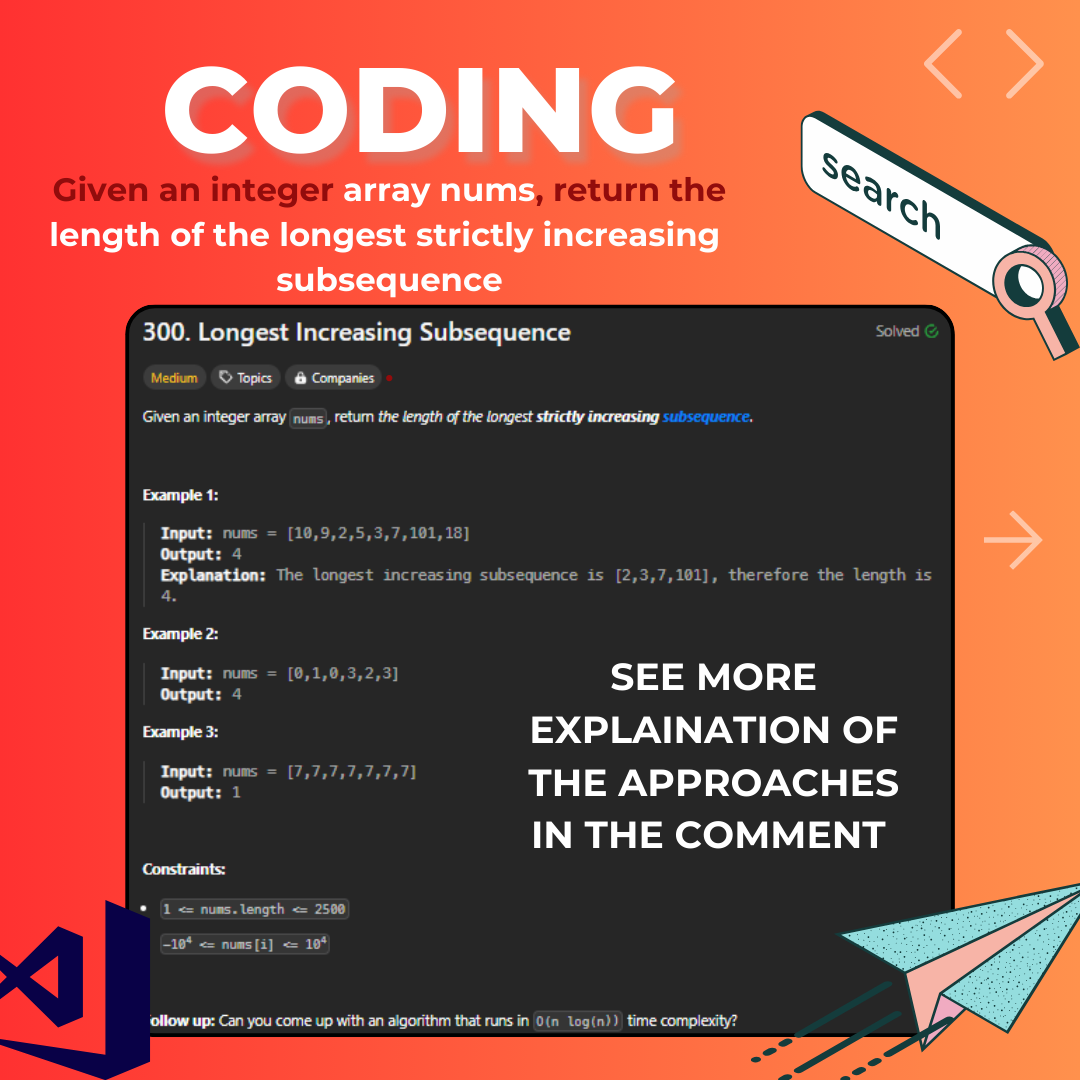 CODING
Given an integer array nums, return the
length of the longest strictly increasing
subsequence
search
300. Longest Increasing Subsequence
Solved
Medium Topics Companies
Given an integer array nums, return the length of the longest strictly increasing subsequence.
Example 1:
Input: nums = [10,9,2,5,3,7,101,18]
Output: 4
Explanation: The longest increasing subsequence is [2,3,7,101], therefore the length is
4.
Example 2:
Input: nums = [0,1,0,3,2,3]
Output: 4
Example 3:
Input: nums = [7,7,7,7,7,7,7]
Output: 1
SEE MORE
EXPLAINATION OF
THE APPROACHES
IN THE COMMENT
Constraints:
1 <= nums.length <= 2500
-10⁴ <= nums[i] <= 10⁴
ollow up: Can you come up with an algorithm that runs in O(n log(n)) time complexity?